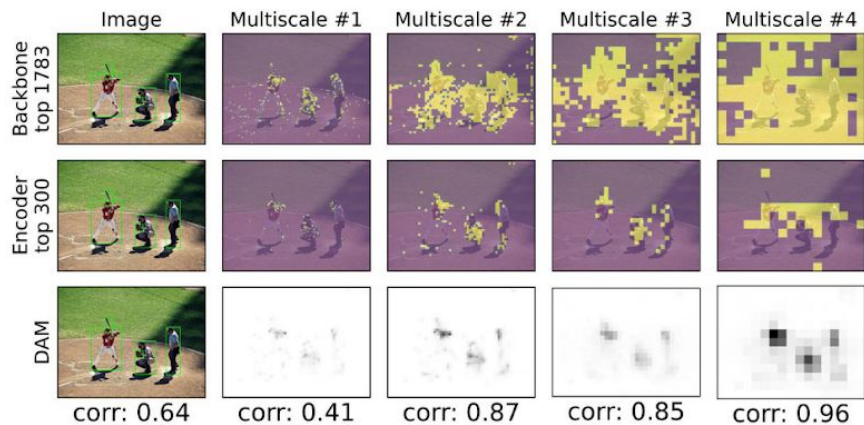 Image Multiscale #1 Multiscale #2 Multiscale #3 Multiscale #4
Backbone
top 1783
Encoder
top 300
DAM
corr: 0.64 corr: 0.41 corr: 0.87 corr: 0.85 corr: 0.96